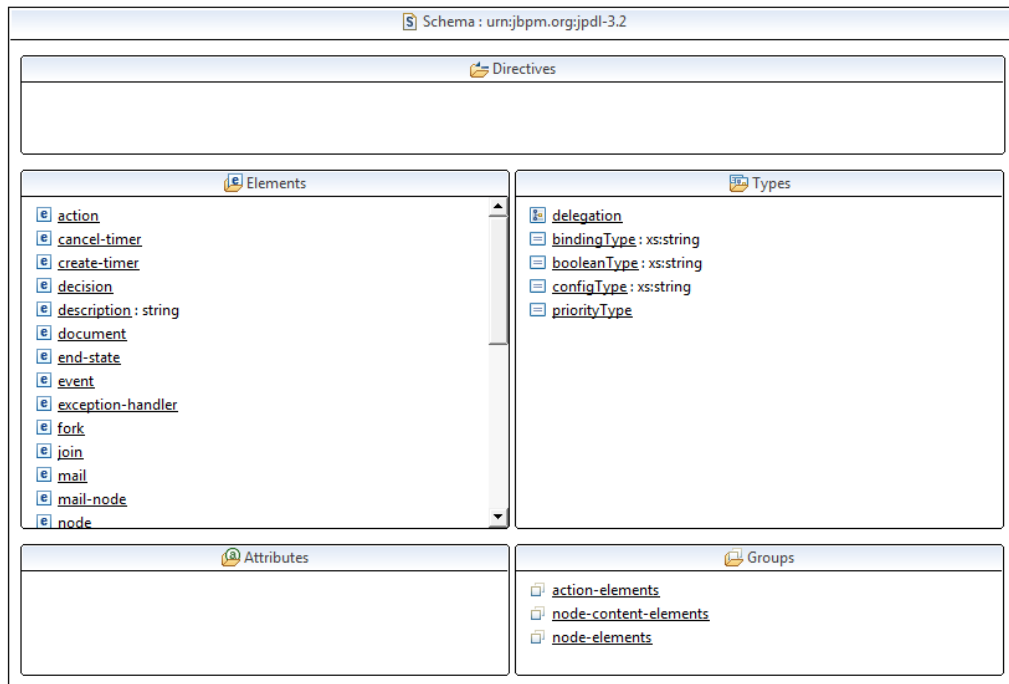 Schema : urn:jbpm.org:jpdl-3.2
Directives
Elements
action
cancel-timer
create-timer
decision
description : string
document
end-state
event
exception-handler
fork
join
mail
mail-node
node
Types
delegation
bindingType : xs:string
booleanType : xs:string
configType : xs:string
priorityType
Attributes
Groups
action-elements
node-content-elements
node-elements